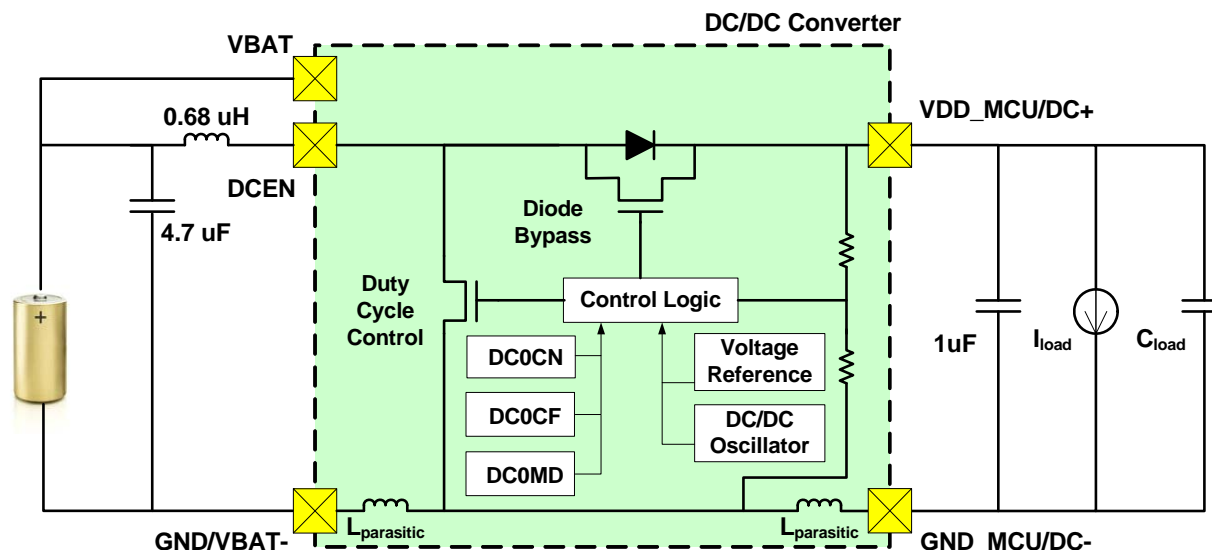 DC/DC Converter
VBAT
0.68 uH
VDD_MCU/DC+
DCEN
4.7 uF
Diode
Bypass
Duty
Cycle
Control
Control Logic
DC0CN
DC0CF
DC0MD
Voltage
Reference
DC/DC
Oscillator
1uF
Iload
Cload
+
Lparasitic
Lparasitic
GND/VBAT-
GND_MCU/DC-